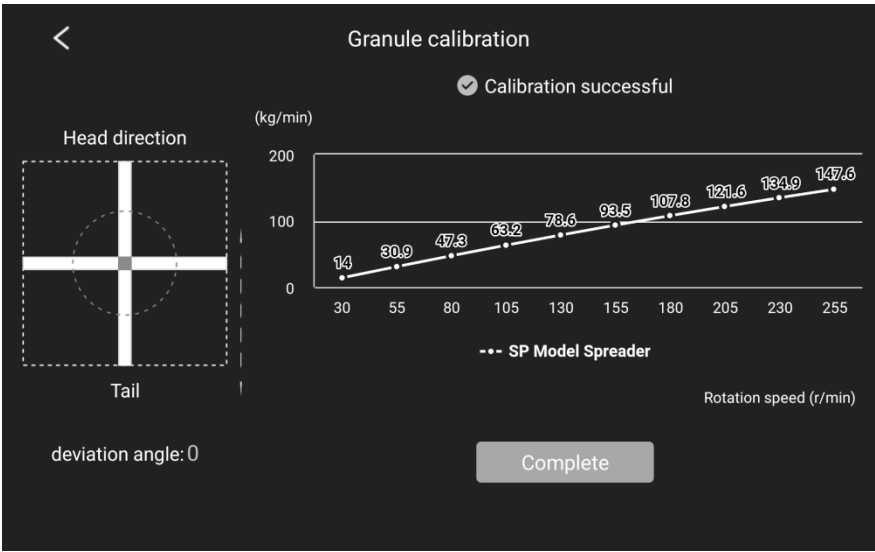 Granule calibration
Calibration successful
(kg/min)
Head direction
200
100
0
14
30.9
47.3
63.2
78.6
93.5
107.8
121.6
134.9
147.6
30 55 80 105 130 155 180 205 230 255
SP Model Spreader
Tail
Rotation speed (r/min)
deviation angle: 0
Complete